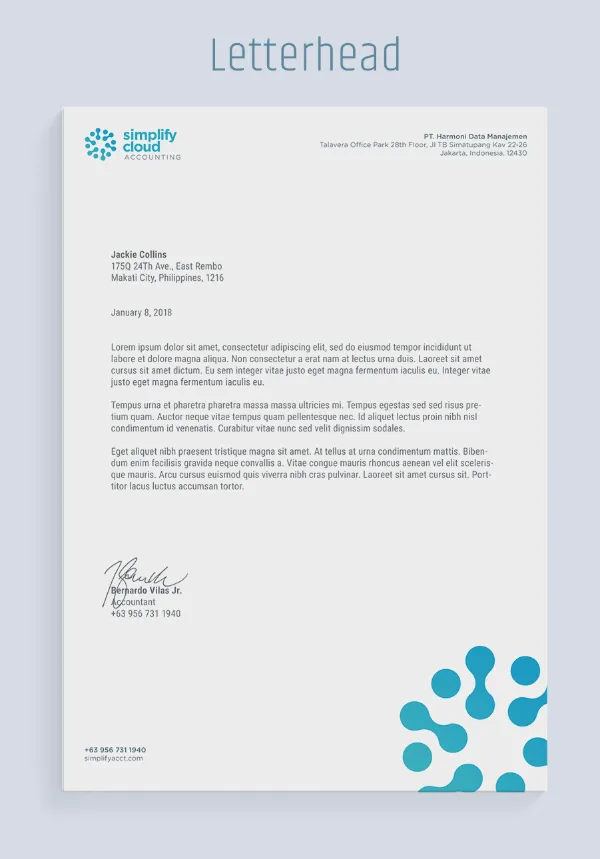 Letterhead
simplify
cloud
ACCOUNTING
PT. Harmoni Data Manajemen
Talavera Office Park 28th Floor, Jl TB Simatupang Kav 22-26
Jakarta, Indonesia, 12430
Jackie Collins
175Q 24Th Ave., East Rembo
Makati City, Philippines, 1216
January 8, 2018
Lorem ipsum dolor sit amet, consectetur adipiscing elit, sed do eiusmod tempor incididunt ut
labore et dolore magna aliqua. Non consectetur a erat nam at lectus urna duis. Laoreet sit amet
cursus sit amet dictum. Eu sem integer vitae justo eget magna fermentum iaculis eu. Integer vitae
justo eget magna fermentum iaculis eu.
Tempus urna et pharetra pharetra massa massa ultricies mi. Tempus egestas sed sed risus pre-
tium quam. Auctor neque vitae tempus quam pellentesque nec. Id aliquet lectus proin nibh nisl
condimentum id venenatis. Curabitur vitae nunc sed velit dignissim sodales.
Eget aliquet nibh praesent tristique magna sit amet. At tellus at urna condimentum mattis. Biben-
dum enim facilisis gravida neque convallis a. Vitae congue mauris rhoncus aenean vel elit sceleris-
que mauris. Arcu cursus euismod quis viverra nibh cras pulvinar. Laoreet sit amet cursus sit. Port-
titor lacus luctus accumsan tortor.
Bernardo Vilas Jr.
Accountant
+63 956 731 1940
+63 956 731 1940
simplifyacct.com